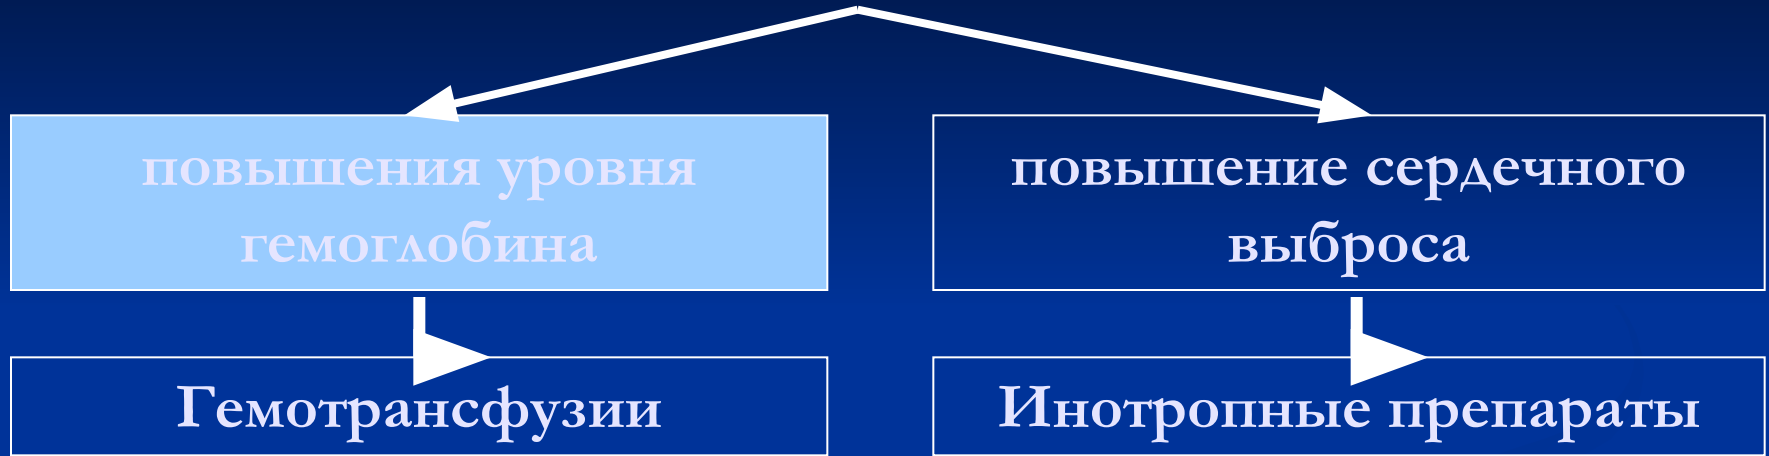 повышения уровня
гемоглобина
повышение сердечного
выброса
Гемотрансфузии
Инотропные препараты